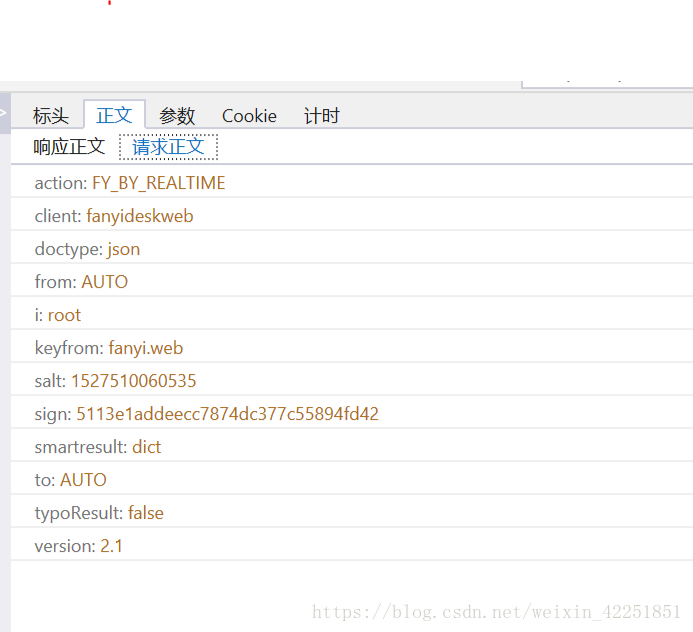 标头 正文 参数 Cookie 计时
响应正文 请求正文
action: FY_BY_REALTIME
client: fanyideskweb
doctype: json
from: AUTO
i: root
keyfrom: fanyi.web
salt: 1527510060535
sign: 5113e1addeecc7874dc377c55894fd42
smartresult: dict
to: AUTO
typoResult: false
version: 2.1
https://blog.csdn.net/weixin_42251851